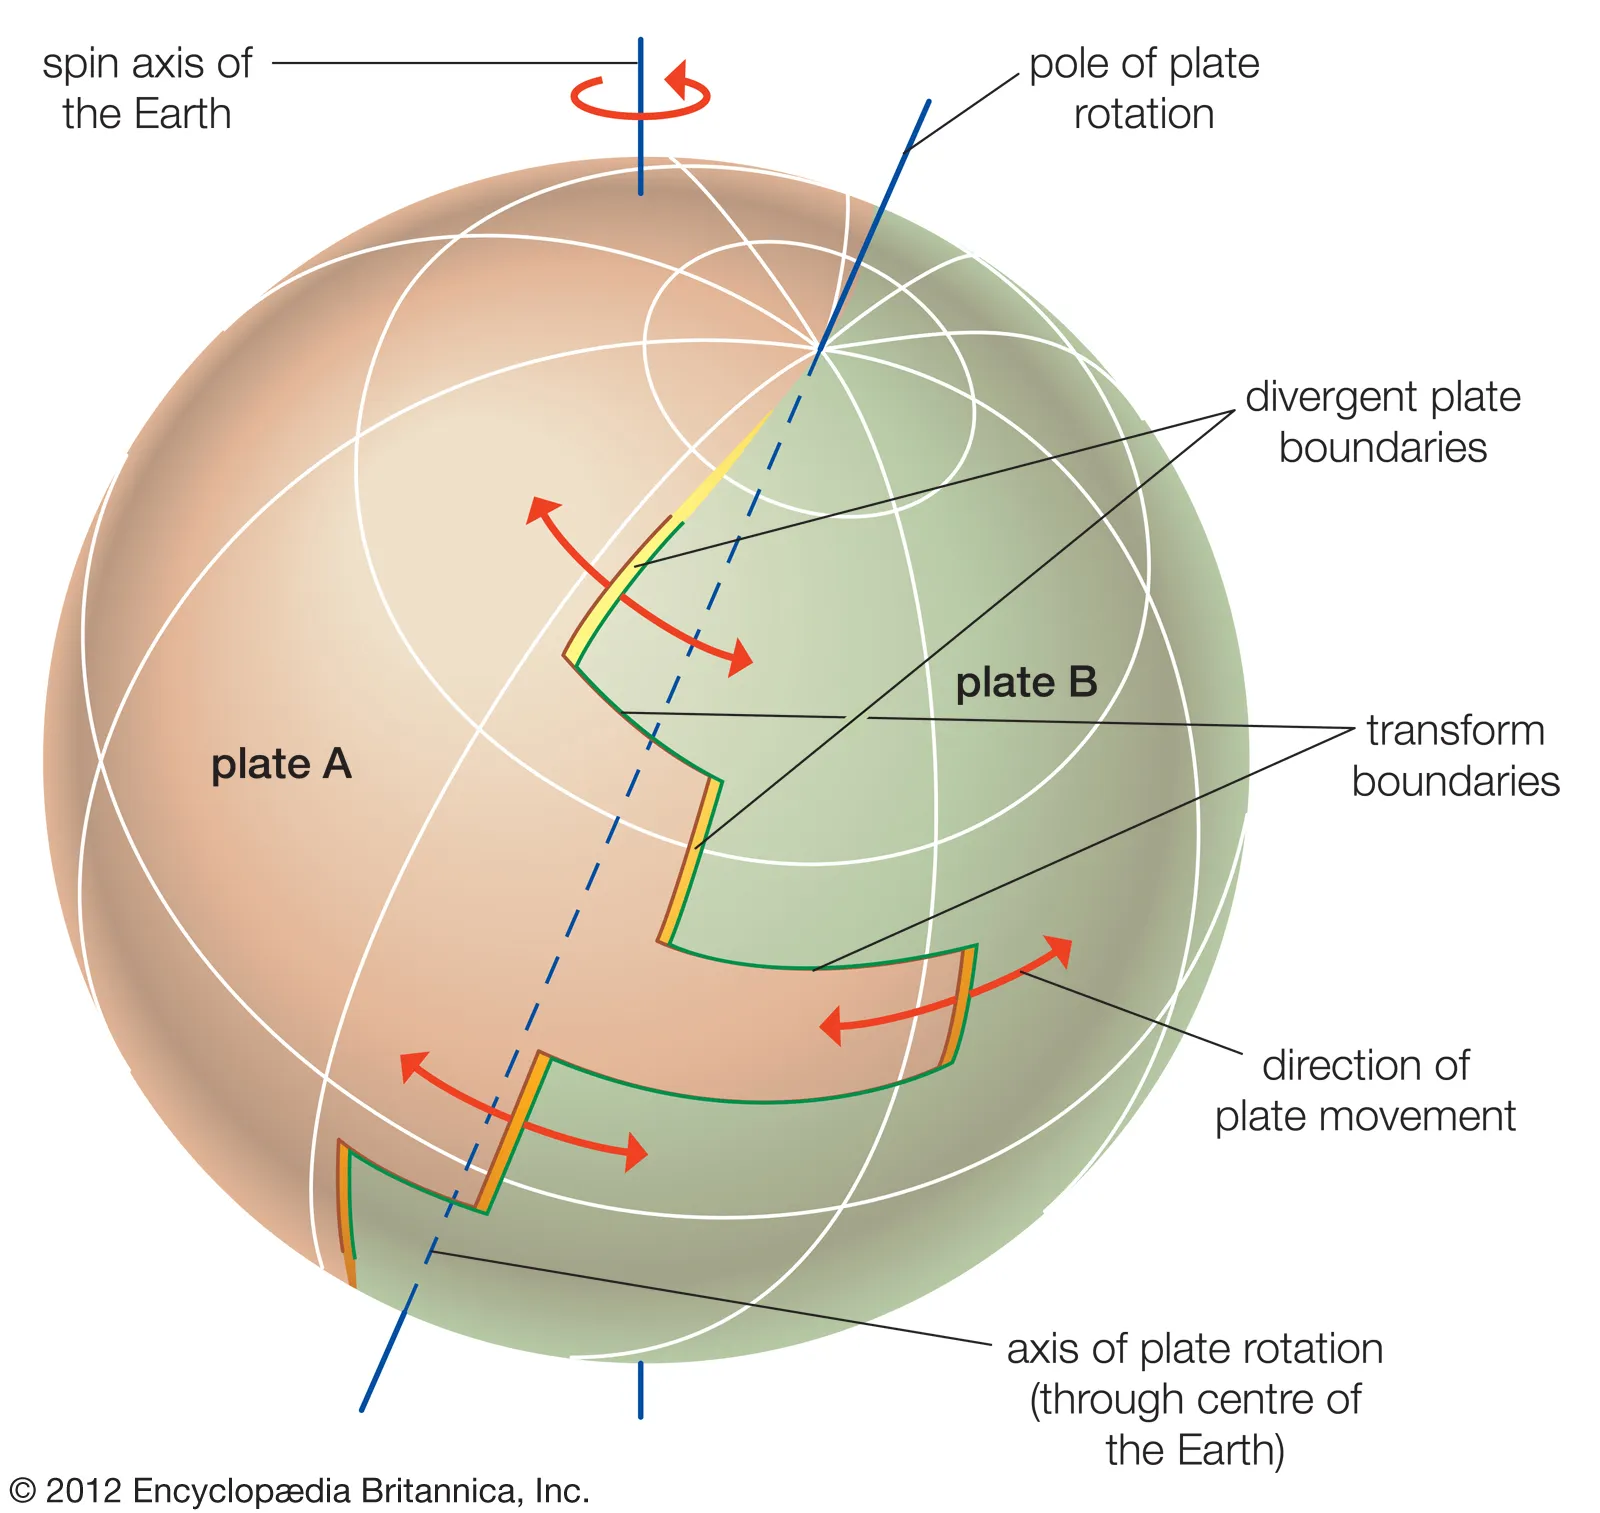 spin axis of
the Earth
pole of plate
rotation
divergent plate
boundaries
plate B
transform
boundaries
plate A
direction of
plate movement
axis of plate rotation
(through centre of
the Earth)
© 2012 Encyclopædia Britannica, Inc.